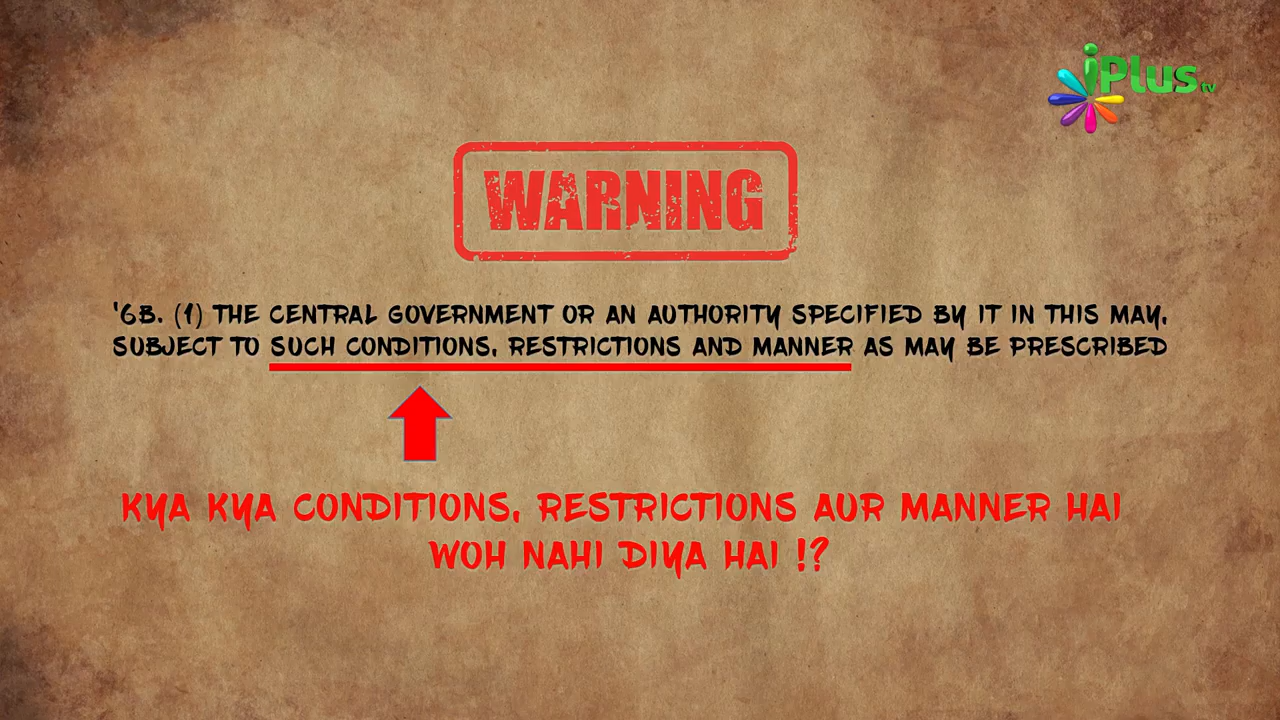 iPlus tv
WARNING
'6B. (1) THE CENTRAL GOVERNMENT OR AN AUTHORITY SPECIFIED BY IT IN THIS MAY,
SUBJECT TO SUCH CONDITIONS, RESTRICTIONS AND MANNER AS MAY BE PRESCRIBED
KYA KYA CONDITIONS, RESTRICTIONS AUR MANNER HAI
WOH NAHI DIYA HAI !?